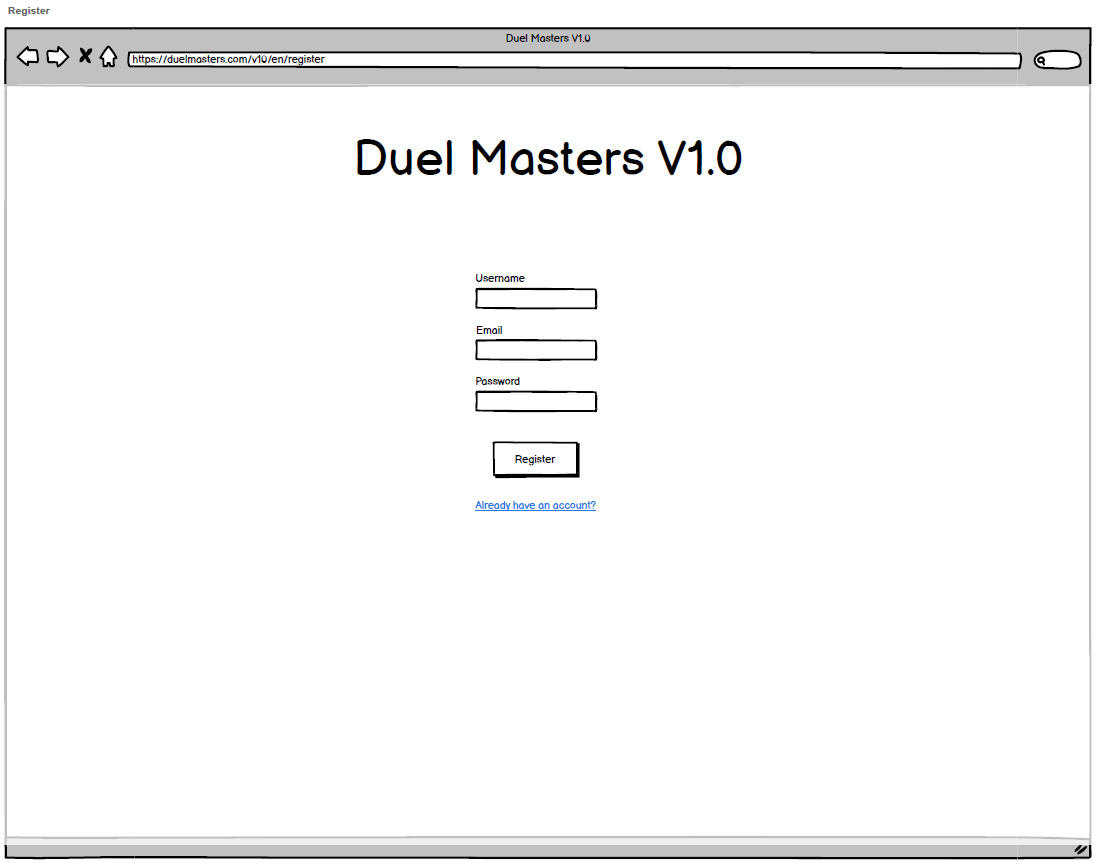 Register
Duel Masters V1.0
https://duelmasters.com/v10/en/register
Duel Masters V1.0
Username
Email
Password
Register
Already have an account?